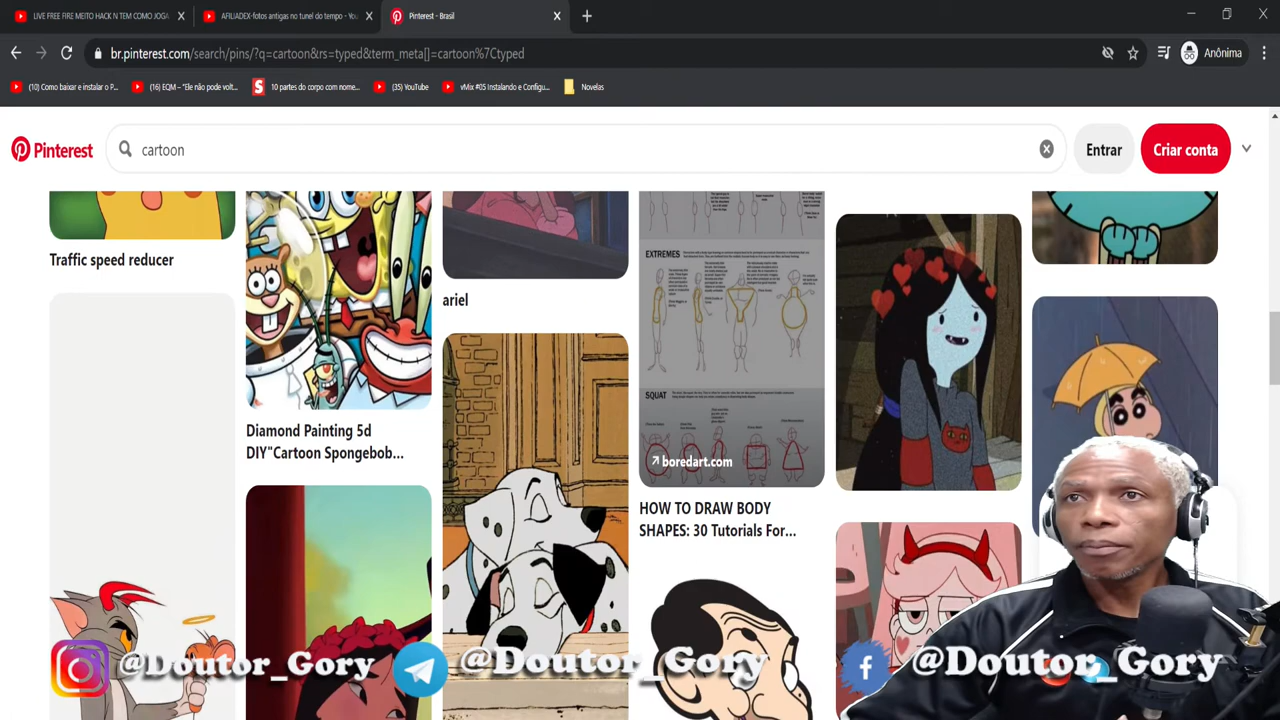 LIVE FREE FIRE MEITO HACK N TEM COMO JOGA
AFILIADEX-fotos antigas no tunel do tempo - You
Pinterest - Brasil
br.pinterest.com/search/pins/?q=cartoon&rs=typed&term_meta[]=cartoon%7Ctyped
Anônima
(10) Como baixar e instalar o P...
(16) EQM – "Ele não pode volt...
10 partes do corpo com nome...
(35) YouTube
vMix #05 Instalando e Configu...
Novelas
Pinterest
cartoon
Entrar
Criar conta
Traffic speed reducer
ariel
EXTREMES
SQUAT
boredart.com
Diamond Painting 5d
DIY"Cartoon Spongebob...
HOW TO DRAW BODY
SHAPES: 30 Tutorials For...
@Doutor_Gory
@Doutor_Gory
@Doutor_Gory